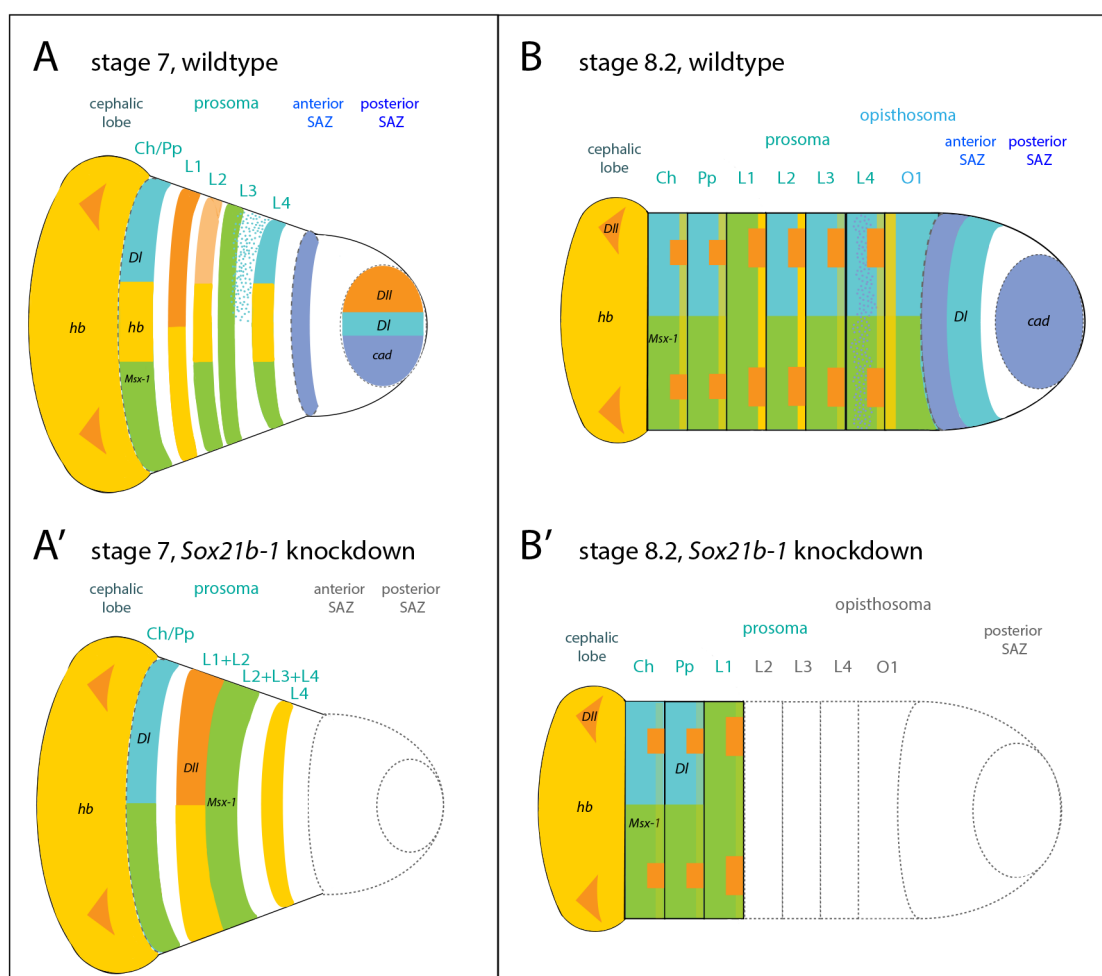 A stage 7, wildtype
cephalic
lobe
prosoma
anterior
SAZ
posterior
SAZ
Ch/Pp
L1
L2
L3
L4
Dl
hb
hb
Msx-1
Dll
Dl
cad
B stage 8.2, wildtype
opisthosoma
cephalic
lobe
prosoma
anterior
SAZ
posterior
SAZ
Ch Pp L1 L2 L3 L4 O1
Dll
hb
Msx-1
Dl
cad
A' stage 7, Sox21b-1 knockdown
cephalic
lobe
prosoma
anterior
SAZ
posterior
SAZ
Ch/Pp
L1+L2
L2+L3+L4
L4
Dl
Dll
hb
Msx-1
B' stage 8.2, Sox21b-1 knockdown
opisthosoma
cephalic
lobe
prosoma
posterior
SAZ
Ch Pp L1 L2 L3 L4 O1
Dll
Dl
hb
Msx-1